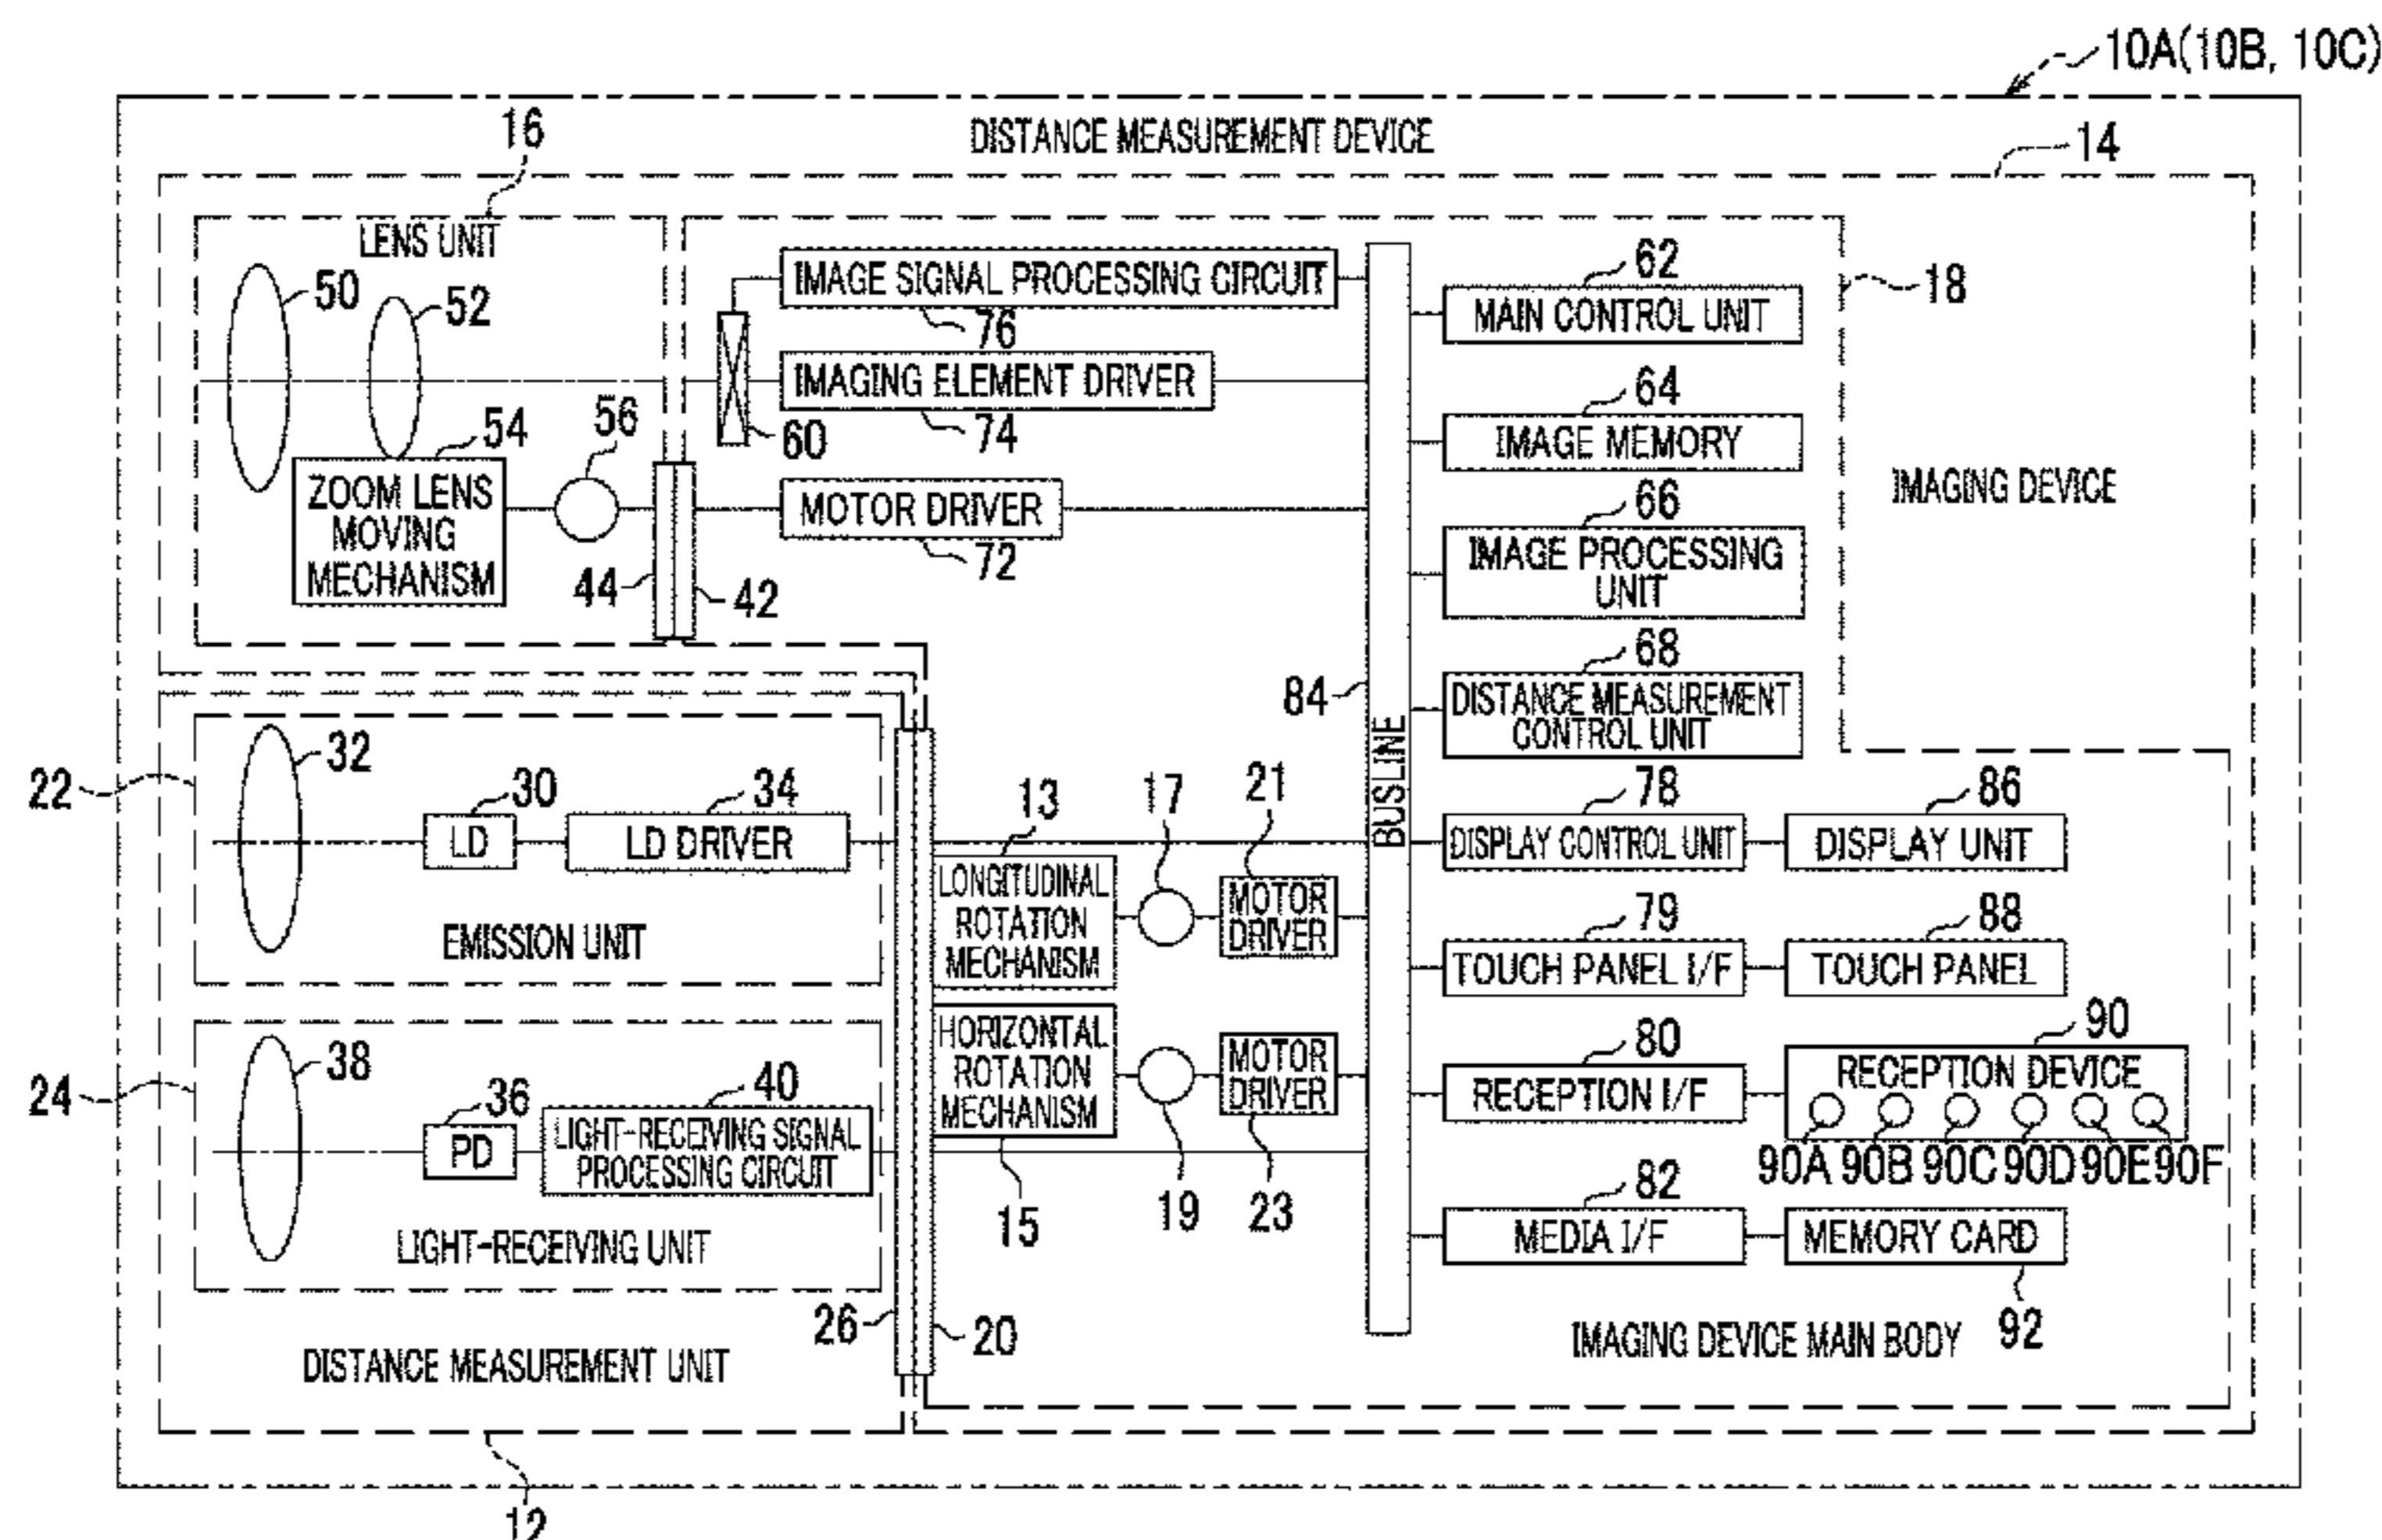 10A(10B, 10C)
DISTANCE MEASUREMENT DEVICE
16
14
LENS UNIT
50
52
54
56
ZOOM LENS
MOVING
MECHANISM
44
42
IMAGE SIGNAL PROCESSING CIRCUIT
76
IMAGING ELEMENT DRIVER
60
74
MOTOR DRIVER
72
62
MAIN CONTROL UNIT
18
64
IMAGE MEMORY
66
IMAGE PROCESSING
UNIT
68
DISTANCE MEASUREMENT
CONTROL UNIT
IMAGING DEVICE
84
BUSLINE
22
32
30
LD
34
LD DRIVER
EMISSION UNIT
13
LONGITUDINAL
ROTATION
MECHANISM
17
21
MOTOR
DRIVER
78
DISPLAY CONTROL UNIT
86
DISPLAY UNIT
79
TOUCH PANEL I/F
88
TOUCH PANEL
24
38
36
PD
40
LIGHT-RECEIVING SIGNAL
PROCESSING CIRCUIT
LIGHT-RECEIVING UNIT
HORIZONTAL
ROTATION
MECHANISM
15
19
MOTOR
DRIVER
23
80
RECEPTION I/F
90
RECEPTION DEVICE
90A 90B 90C 90D 90E 90F
82
MEDIA I/F
MEMORY CARD
92
26
20
DISTANCE MEASUREMENT UNIT
IMAGING DEVICE MAIN BODY
12